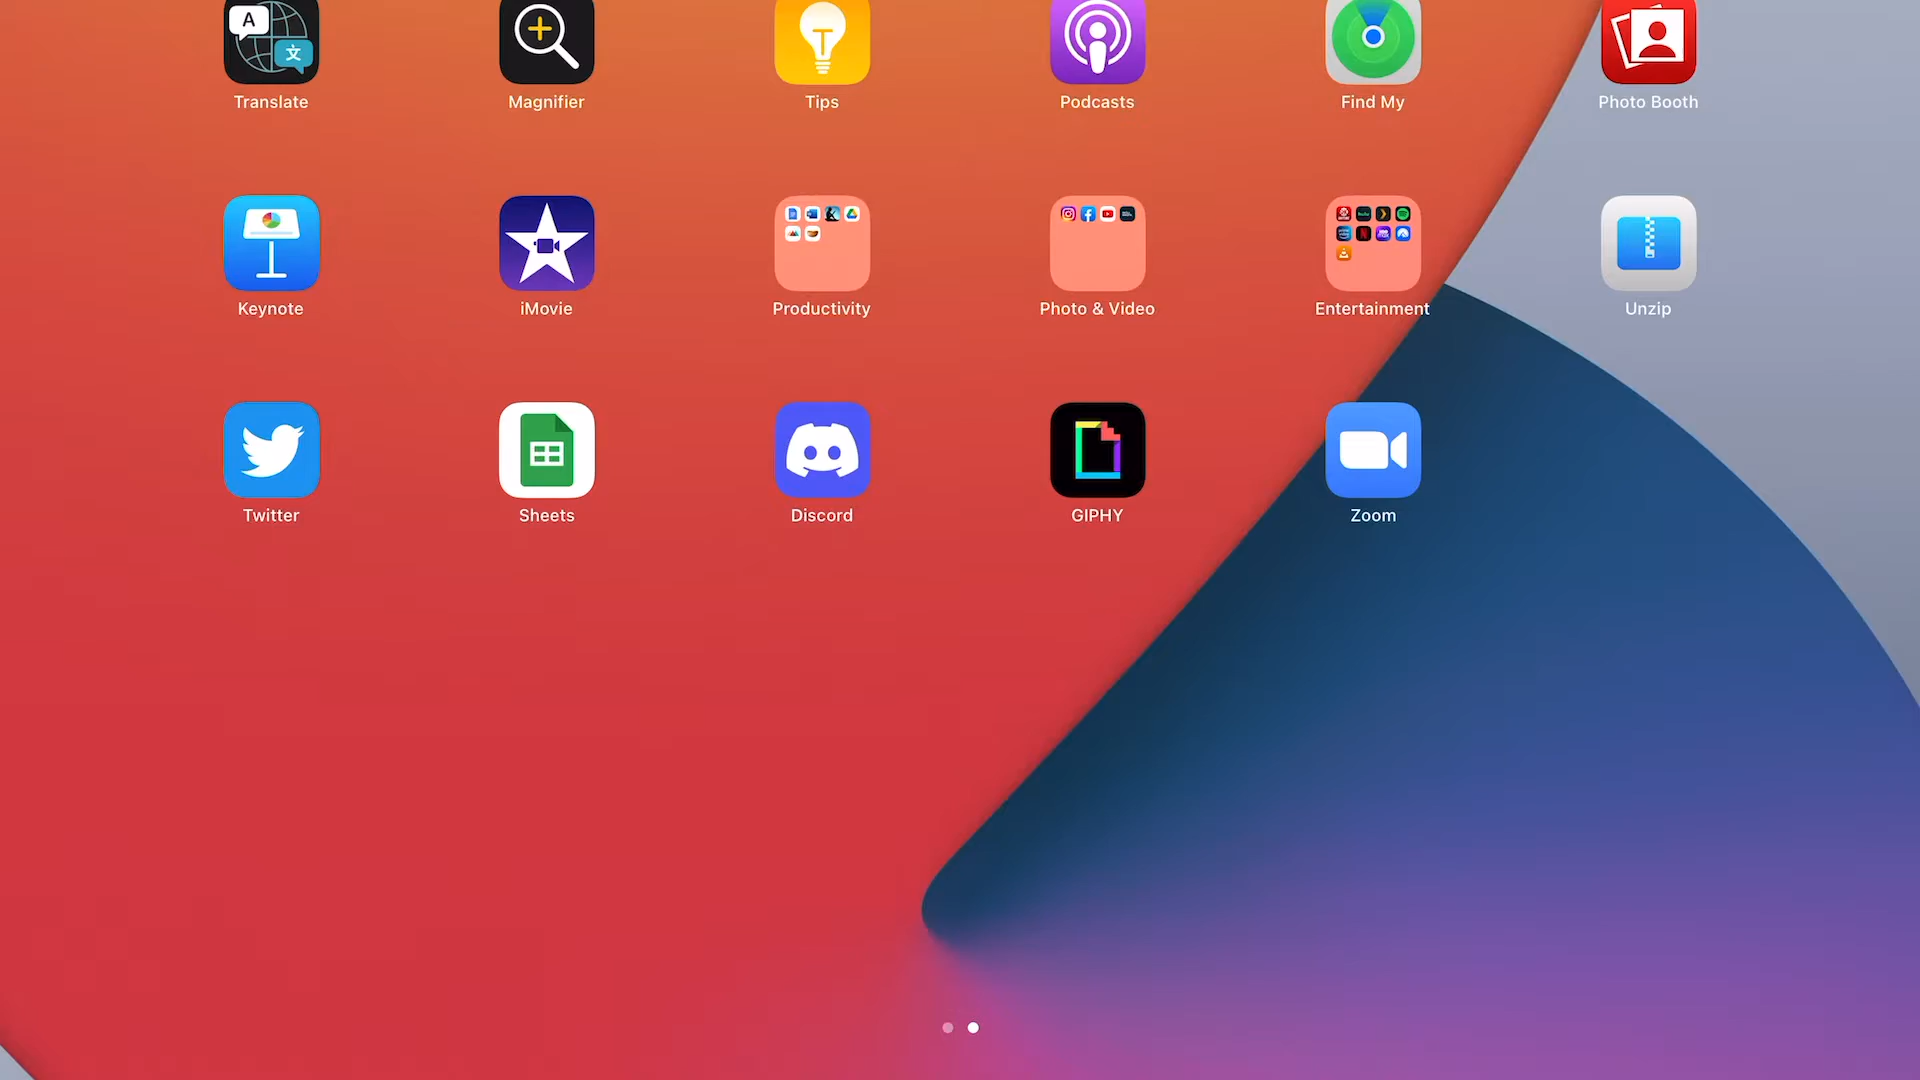 A
文
Translate
Magnifier
Tips
Podcasts
Find My
Photo Booth
Keynote
iMovie
Productivity
Photo & Video
Entertainment
Unzip
Twitter
Sheets
Discord
GIPHY
Zoom